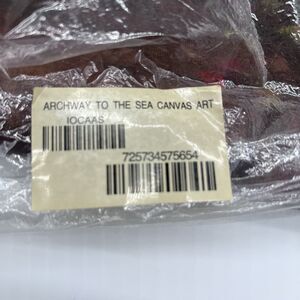 ARCHWAY TO THE SEA CANVAS ART
IOCAAS
725734575654